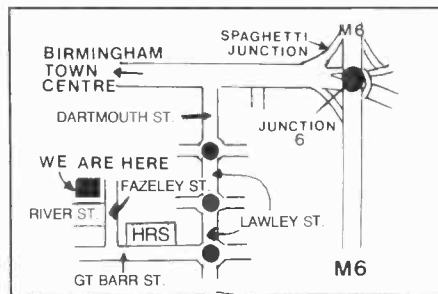 SPAGHETTI
JUNCTION
M6
BIRMINGHAM
TOWN
CENTRE
DARTMOUTH ST.
JUNCTION
6
WE ARE HERE
FAZELEY ST.
RIVER ST.
HRS
LAWLEY ST.
GT BARR ST.
M6